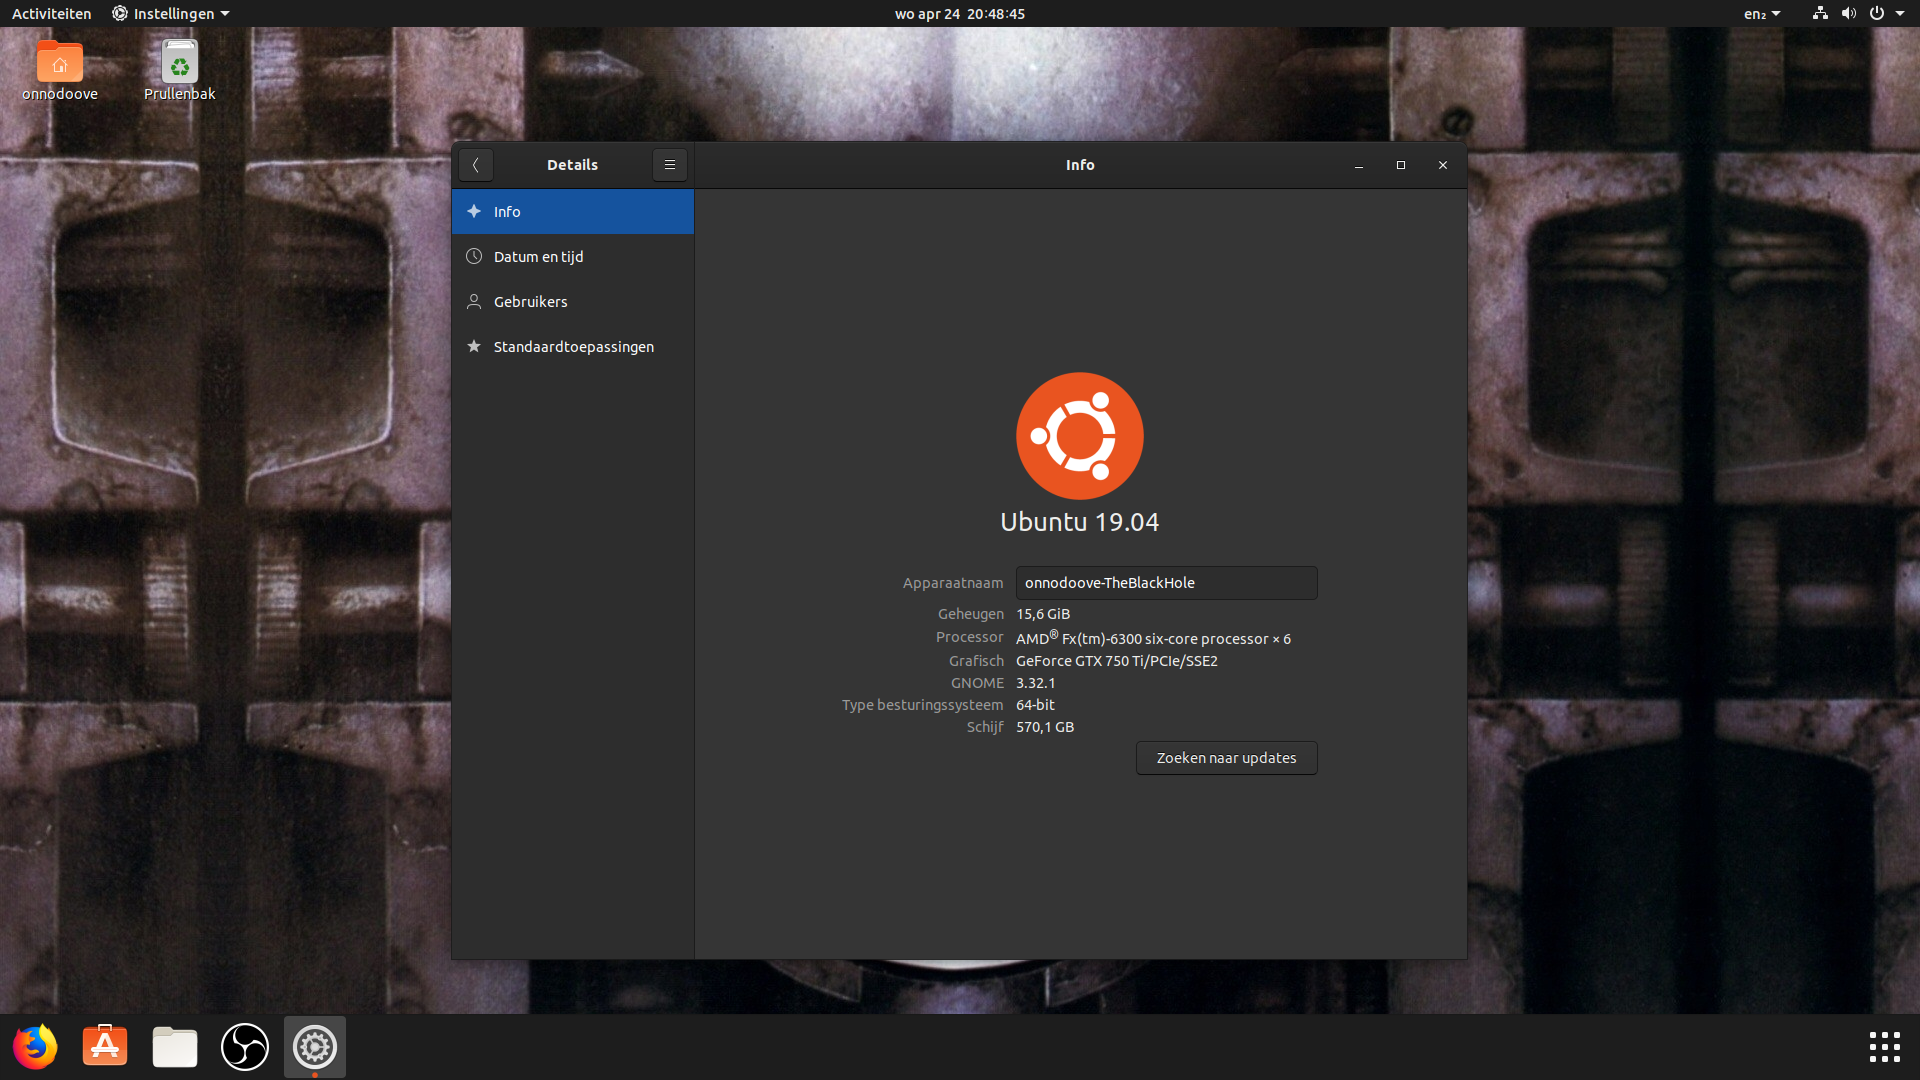 Activiteiten Instellingen wo apr 24 20:48:45 en₂
onnodoove Prullenbak
Details Info
Info
Datum en tijd
Gebruikers
Standaardtoepassingen
Ubuntu 19.04
Apparaatnaam onnodoove-TheBlackHole
Geheugen 15,6 GiB
Processor AMD® Fx(tm)-6300 six-core processor × 6
Grafisch GeForce GTX 750 Ti/PCIe/SSE2
GNOME 3.32.1
Type besturingssysteem 64-bit
Schijf 570,1 GB
Zoeken naar updates